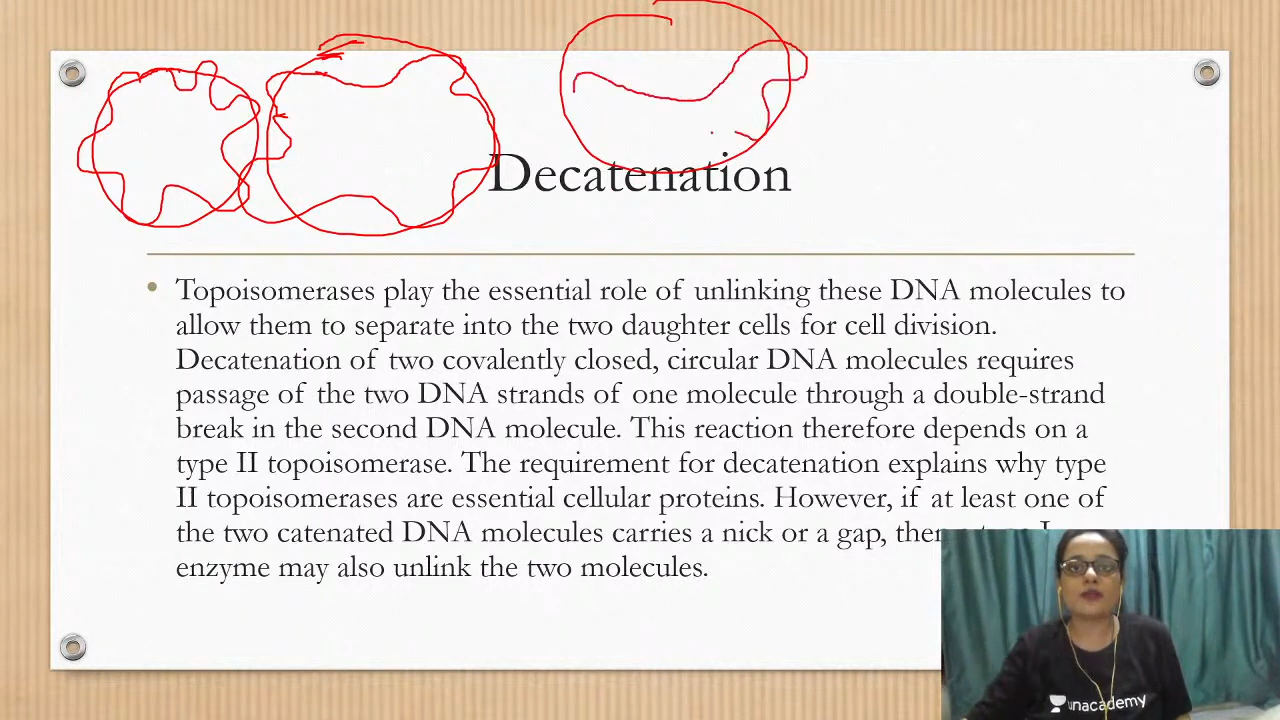 Decatenation
• Topoisomerases play the essential role of unlinking these DNA molecules to
allow them to separate into the two daughter cells for cell division.
Decatenation of two covalently closed, circular DNA molecules requires
passage of the two DNA strands of one molecule through a double-strand
break in the second DNA molecule. This reaction therefore depends on a
type II topoisomerase. The requirement for decatenation explains why type
II topoisomerases are essential cellular proteins. However, if at least one of
the two catenated DNA molecules carries a nick or a gap, then
enzyme may also unlink the two molecules.
unacademy